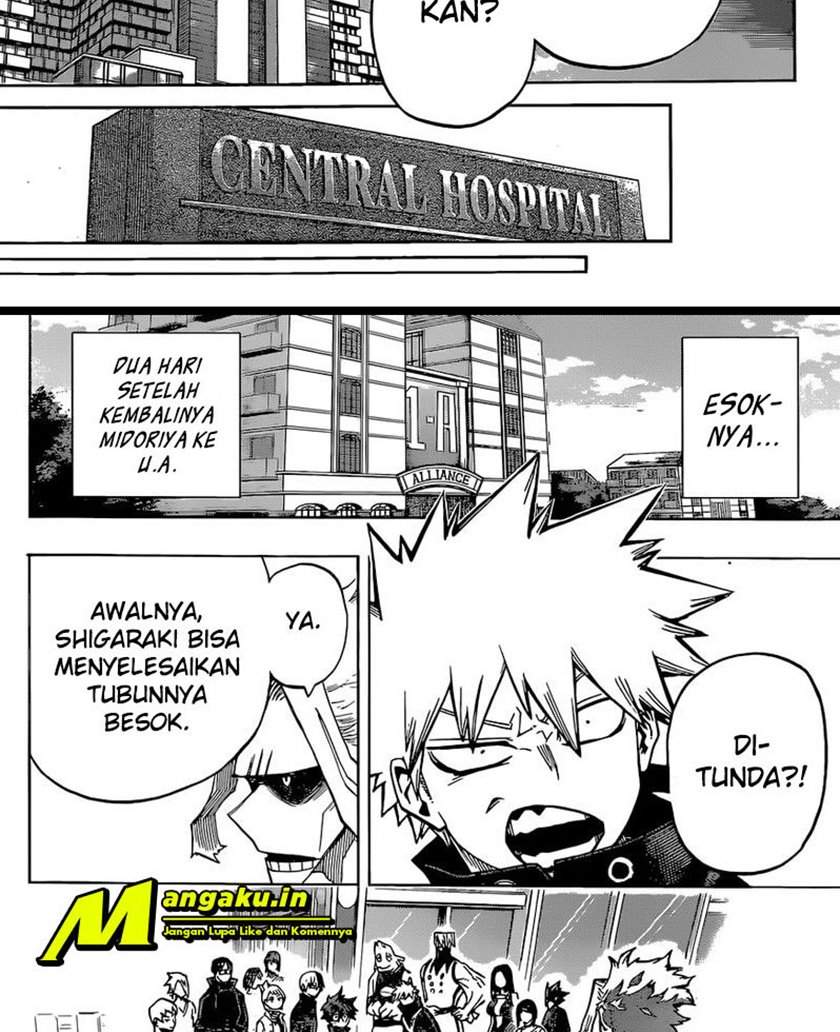 KAN?
CENTRAL HOSPITAL
DUA HARI
SETELAH
KEMBALINYA
MIDORIYA KE
U.A.
ESOK-
NYA...
1-A
ALLIANCE
DI-
TUNDA?!
YA.
AWALNYA,
SHIGARAKI BISA
MENYELESAIKAN
TUBUNNYA
BESOK.
Mangaku.in
Jangan Lupa Like dan Komennya